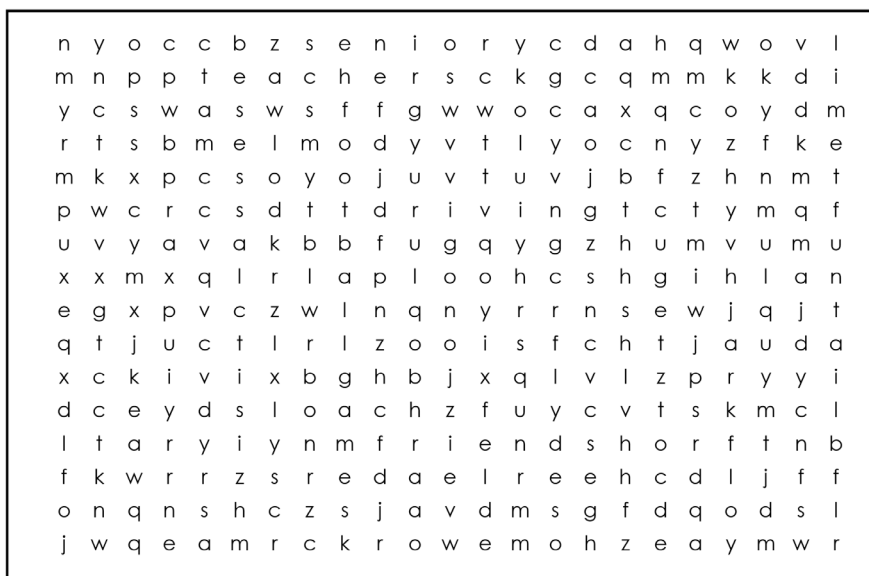 n y o c c b z s e n i o r y c d a h q w o v l
m n p p t e a c h e r s c k g c q m m k k d i
y c s w a s w s f f g w w o c a x q c o y d m
r t s b m e l m o d y v t l y o c n y z f k e
m k x p c s o y o j u v t u v j b f z h n m t
p w c r c s d t t d r i v i n g t c t y m q f
u v y a v a k b b f u g q y g z h u m v u m u
x x m x q l r l a p l o o h c s h g i h l a n
e g x p v c z w l n q n y r r n s e w j q j t
q t j u c t l r l z o o i s f c h t j a u d a
x c k i v i x b g h b j x q l v l z p r y y i
d c e y d s l o a c h z f u y c v t s k m c l
l t a r y i y n m f r i e n d s h o r f t n b
f k w r r z s r e d a e l r e e h c d l j f f
o n q n s h c z s j a v d m s g f d q o d s l
j w q e a m r c k r o w e m o h z e a y m w r